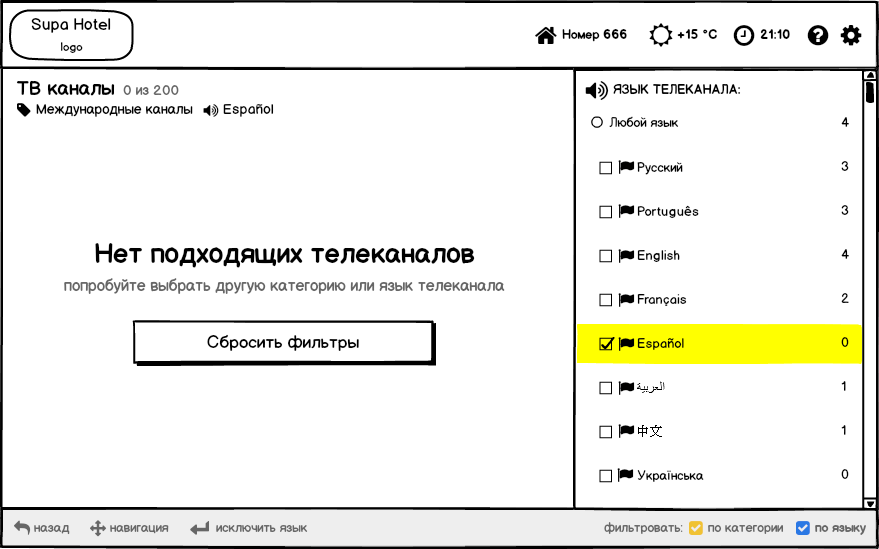 Supa Hotel
logo
Номер 666
+15 °C
21:10
ТВ каналы 0 из 200
Международные каналы Español
Нет подходящих телеканалов
попробуйте выбрать другую категорию или язык телеканала
Сбросить фильтры
ЯЗЫК ТЕЛЕКАНАЛА:
Любой язык 4
Русский 3
Português 3
English 4
Français 2
Español 0
العربية 1
中文 1
Українська 0
назад навигация исключить язык фильтровать: по категории по языку